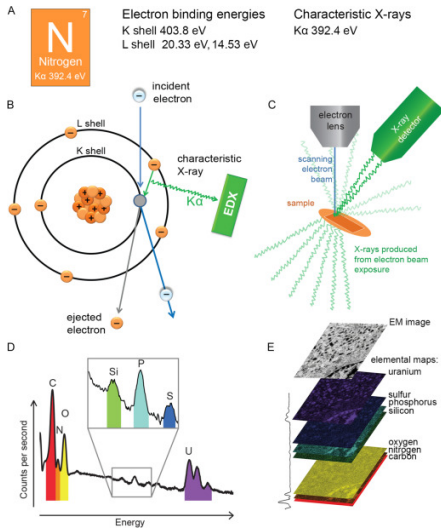 A
7
N
Nitrogen
Kα 392.4 eV
Electron binding energies
K shell 403.8 eV
L shell 20.33 eV, 14.53 eV
Characteristic X-rays
Kα 392.4 eV
B
incident
electron
L shell
K shell
characteristic
X-ray
Kα
EDX
ejected
electron
C
electron
lens
X-ray
detector
scanning
electron
beam
sample
X-rays produced
from electron beam
exposure
D
Counts per second
C
O
N
Si
P
S
U
Energy
E
EM image
elemental maps:
uranium
sulfur
phosphorus
silicon
oxygen
nitrogen
carbon